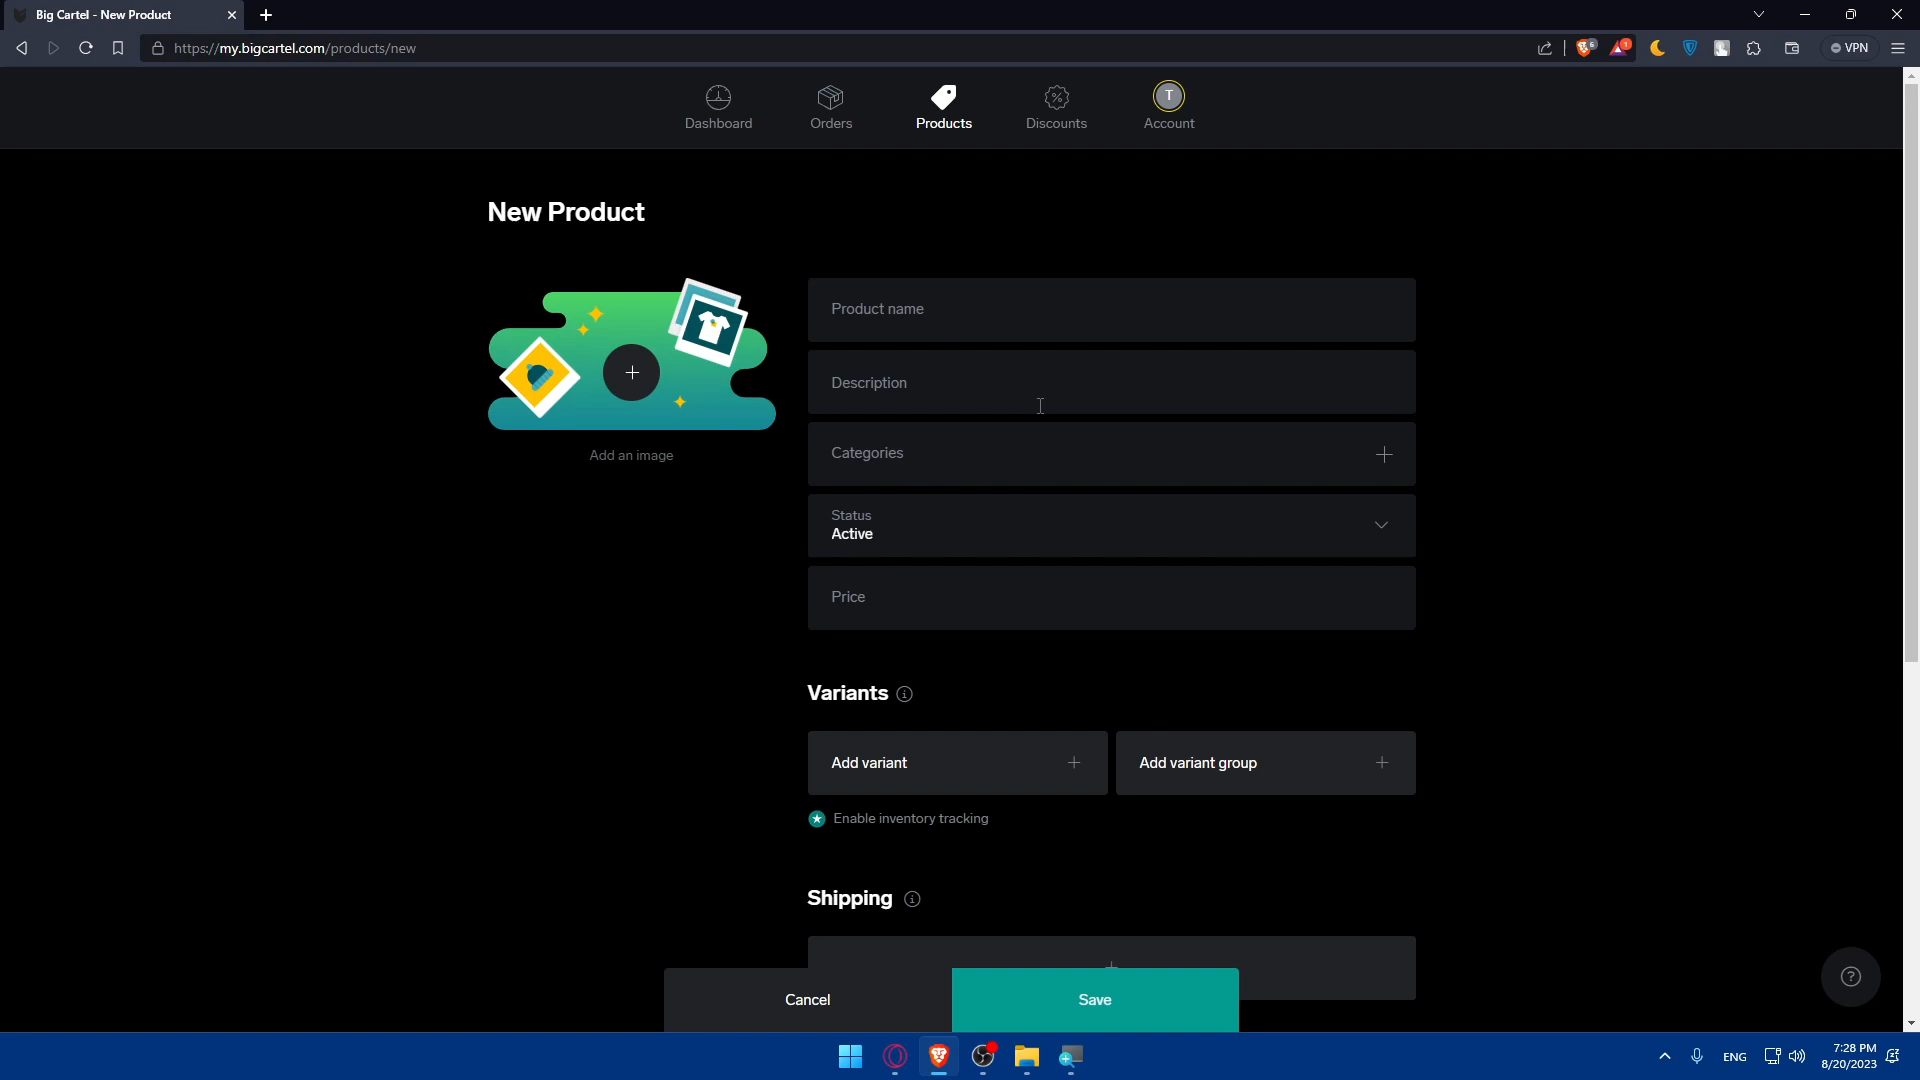 Big Cartel - New Product
https://my.bigcartel.com/products/new
6
1
VPN
Dashboard
Orders
Products
Discounts
T
Account
New Product
Add an image
Product name
Description
Categories
Status
Active
Price
Variants
Add variant
Add variant group
Enable inventory tracking
Shipping
Cancel
Save
ENG
7:28 PM
8/20/2023